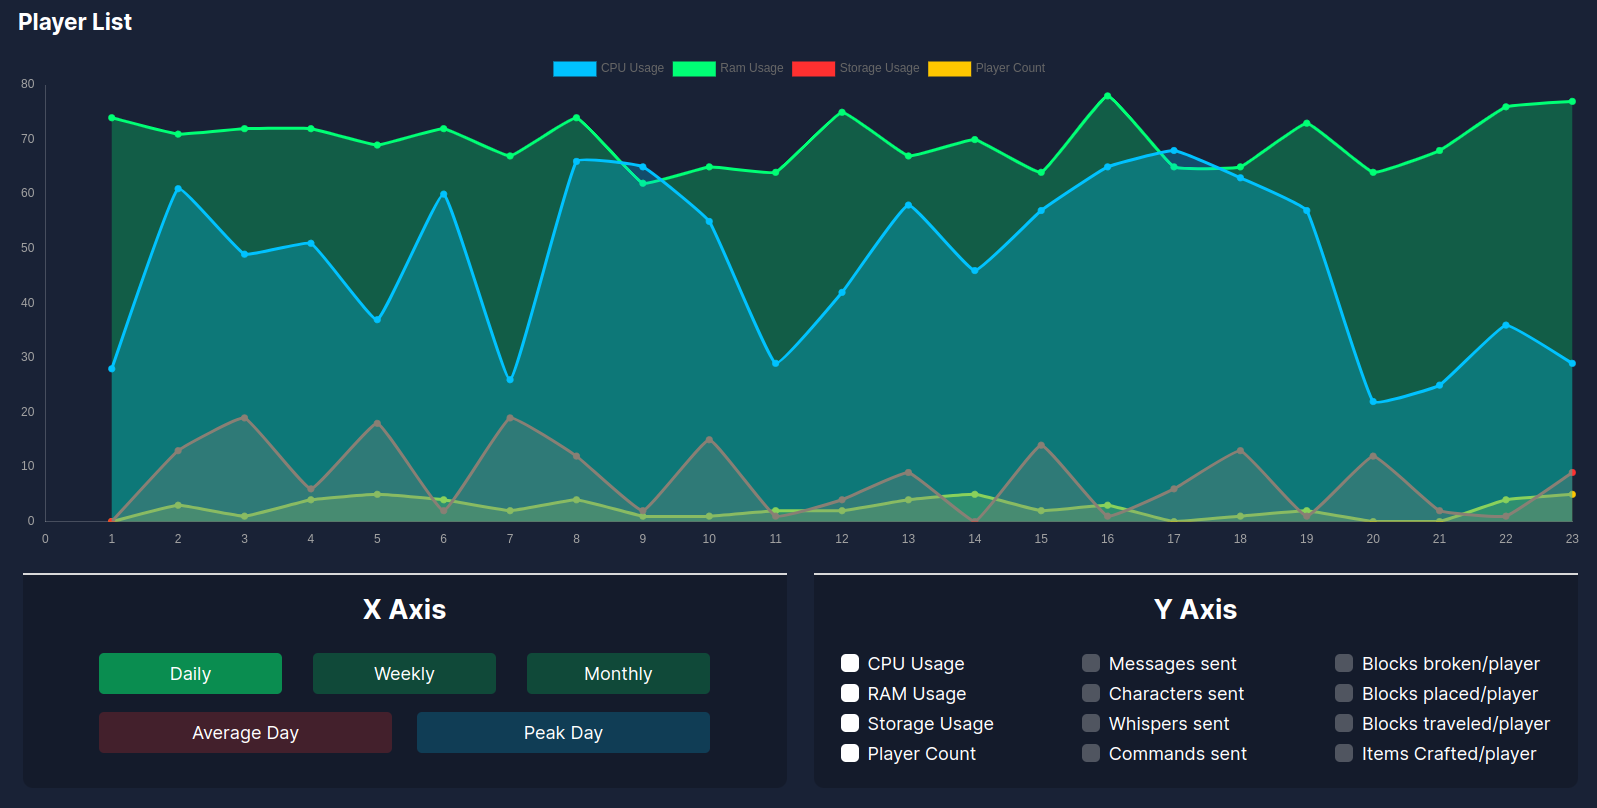 Player List
CPU Usage Ram Usage Storage Usage Player Count
80
70
60
50
40
30
20
10
0
0 1 2 3 4 5 6 7 8 9 10 11 12 13 14 15 16 17 18 19 20 21 22 23
X Axis
Daily Weekly Monthly
Average Day Peak Day
Y Axis
CPU Usage Messages sent Blocks broken/player
RAM Usage Characters sent Blocks placed/player
Storage Usage Whispers sent Blocks traveled/player
Player Count Commands sent Items Crafted/player